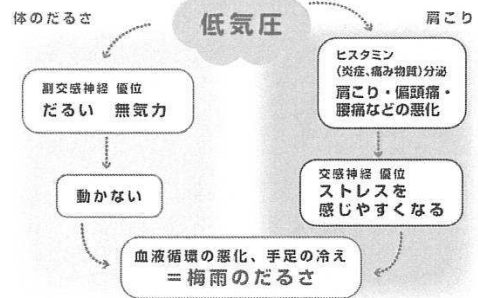 低気圧
体のだるさ
副交感神経 優位
だるい 無気力
動かない
肩こり
ヒスタミン
(炎症、痛み物質)分泌
肩こり・偏頭痛・
腰痛などの悪化
交感神経 優位
ストレスを
感じやすくなる
血液循環の悪化、手足の冷え
=梅雨のだるさ